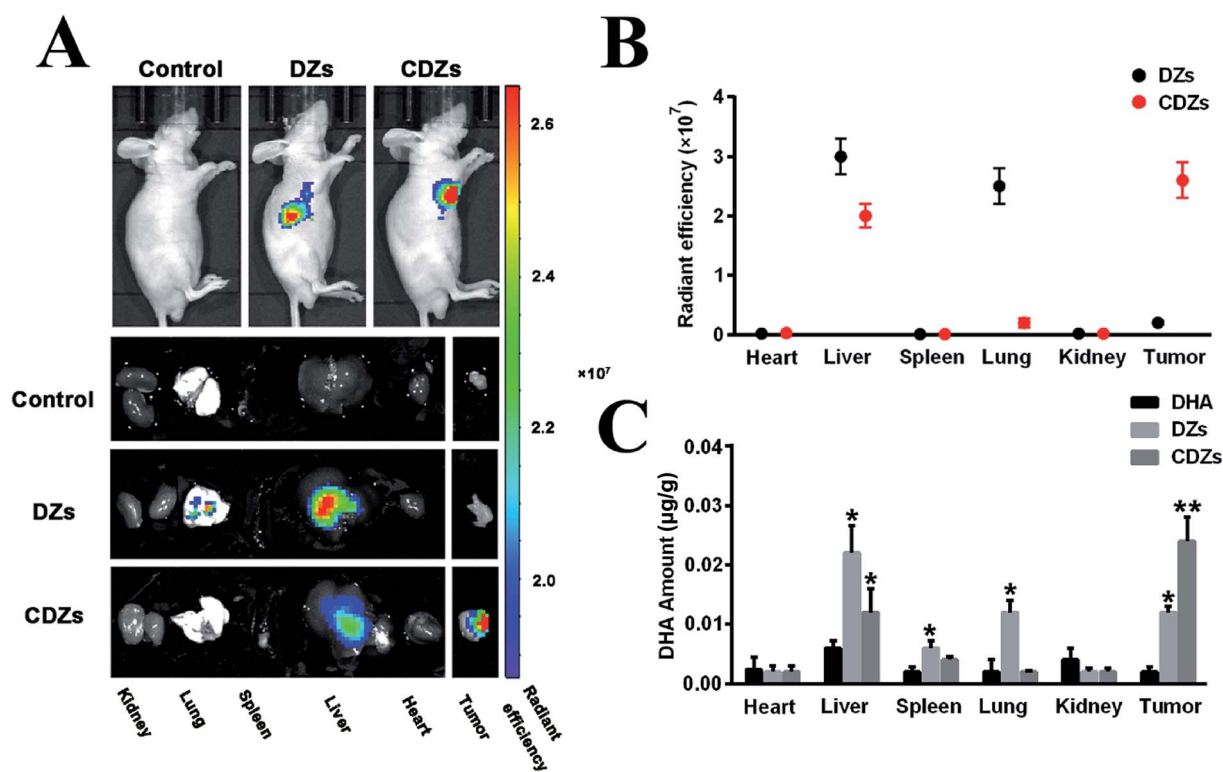 A
Control DZs CDZs
2.6
2.4
×10⁷
2.2
2.0
Control
DZs
CDZs
Kidney Lung Spleen Liver Heart Tumor Radiant efficiency
B
DZs
CDZs
Radiant efficiency (×10⁷)
4
3
2
1
0
Heart Liver Spleen Lung Kidney Tumor
C
DHA
DZs
CDZs
DHA Amount (µg/g)
0.04
0.03
0.02
0.01
0.00
* * * * * **
Heart Liver Spleen Lung Kidney Tumor